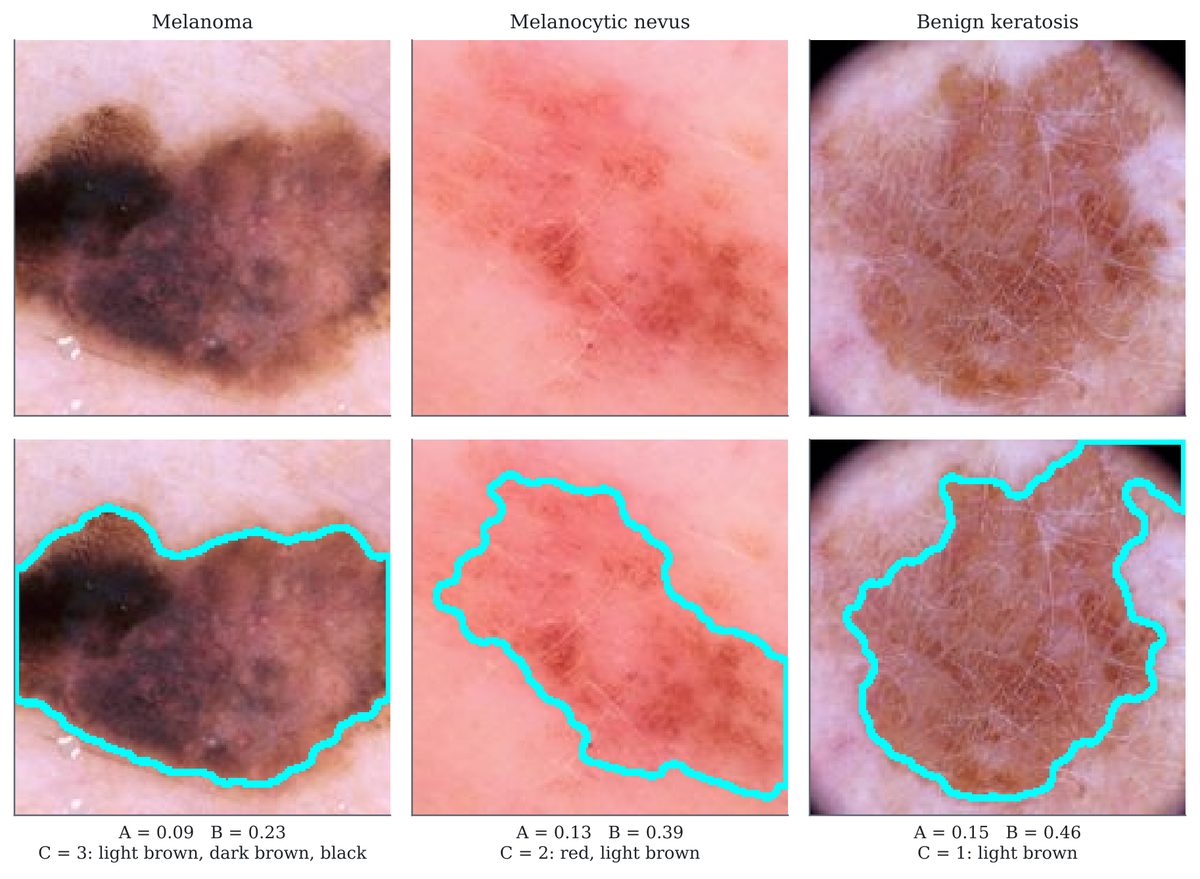 Melanoma
Melanocytic nevus
Benign keratosis
A = 0.09 B = 0.23
C = 3: light brown, dark brown, black
A = 0.13 B = 0.39
C = 2: red, light brown
A = 0.15 B = 0.46
C = 1: light brown